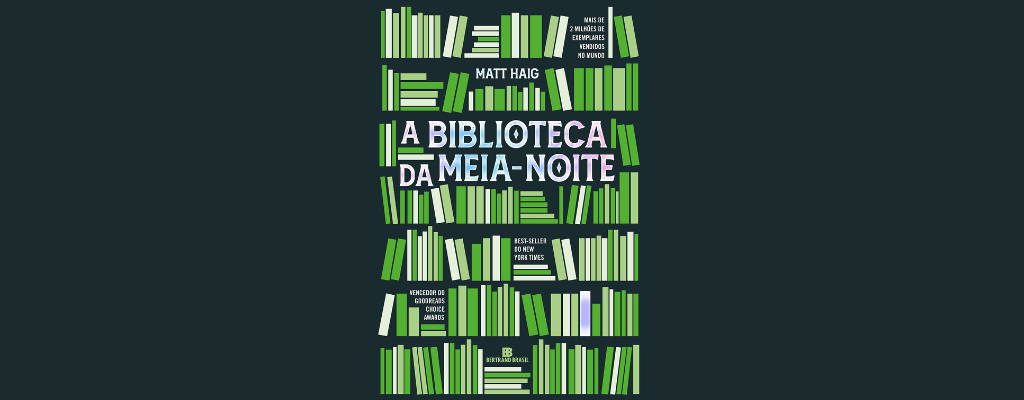 MAIS DE
2 MILHÕES DE
EXEMPLARES
VENDIDOS
NO MUNDO
MATT HAIG
A BIBLIOTECA
DA MEIA-NOITE
BEST-SELLER
DO NEW
YORK TIMES
VENCEDOR DO
GOODREADS
CHOICE
AWARDS
BB
BERTRAND BRASIL